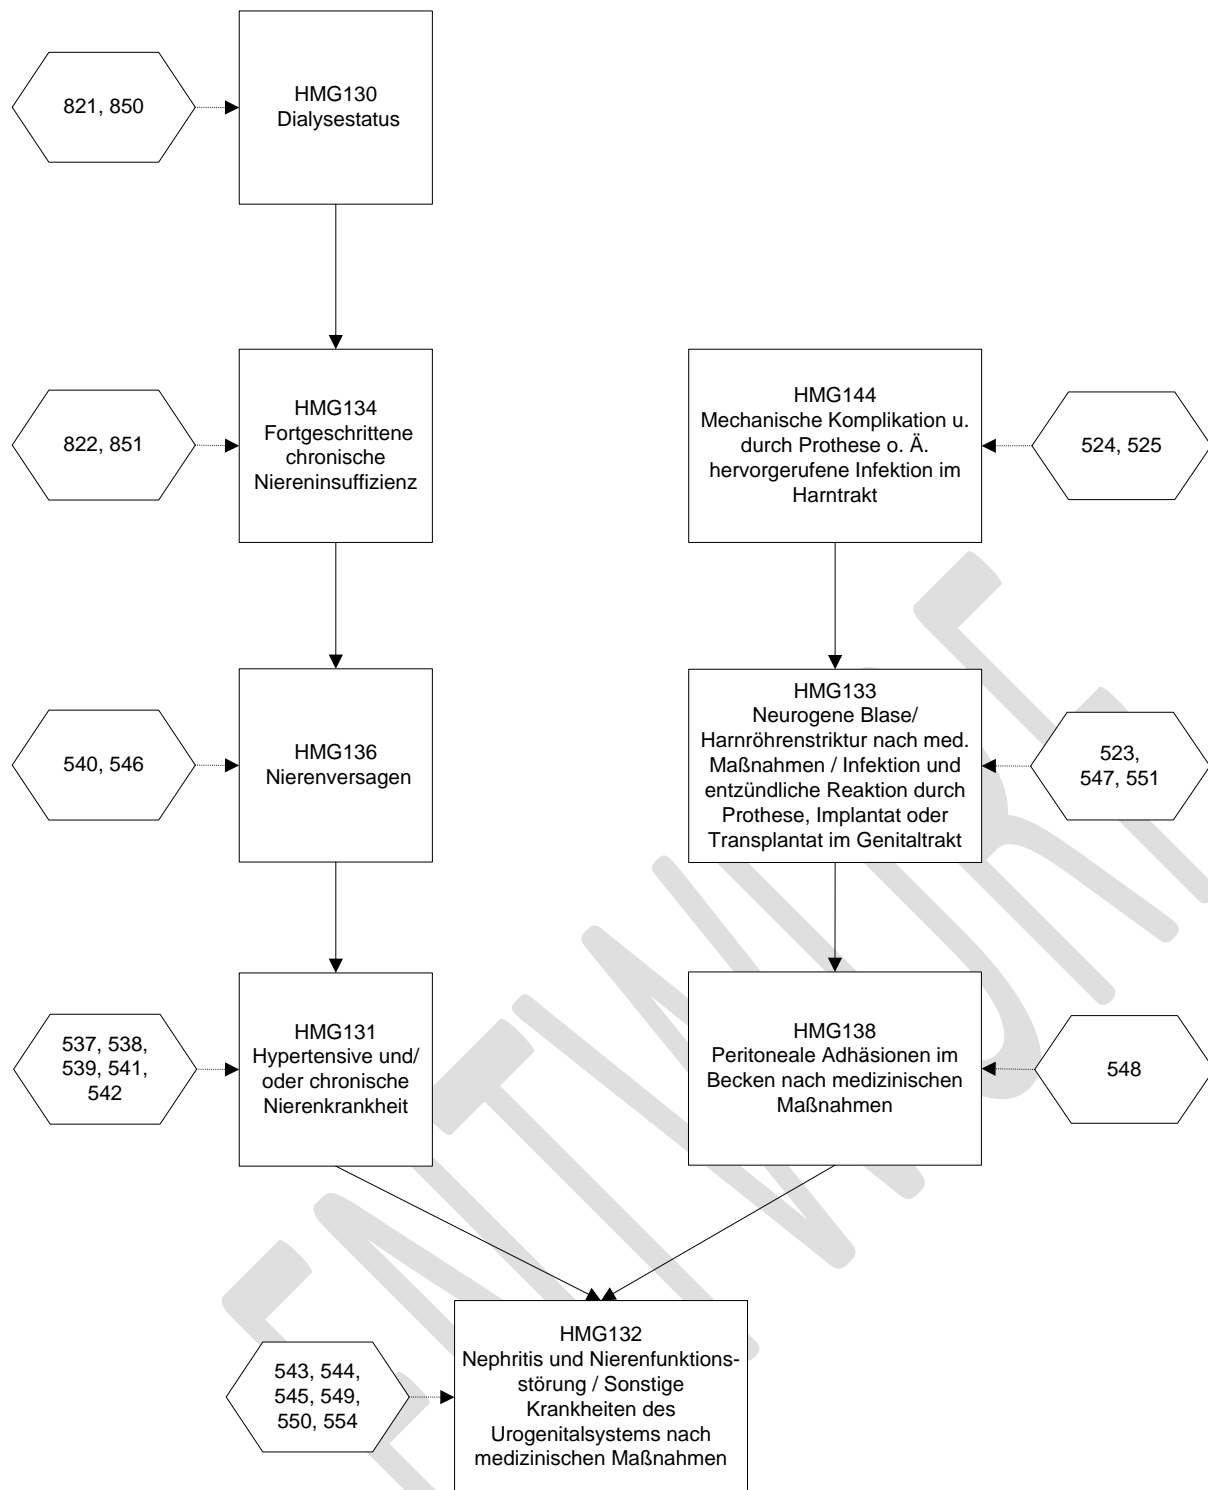 821, 850
HMG130
Dialysestatus
822, 851
HMG134
Fortgeschrittene
chronische
Niereninsuffizienz
HMG144
Mechanische Komplikation u.
durch Prothese o. Ä.
hervorgerufene Infektion im
Harntrakt
524, 525
540, 546
HMG136
Nierenversagen
HMG133
Neurogene Blase/
Harnröhrenstriktur nach med.
Maßnahmen / Infektion und
entzündliche Reaktion durch
Prothese, Implantat oder
Transplantat im Genitaltrakt
523,
547, 551
537, 538,
539, 541,
542
HMG131
Hypertensive und/
oder chronische
Nierenkrankheit
HMG138
Peritoneale Adhäsionen im
Becken nach medizinischen
Maßnahmen
548
543, 544,
545, 549,
550, 554
HMG132
Nephritis und Nierenfunktions-
störung / Sonstige
Krankheiten des
Urogenitalsystems nach
medizinischen Maßnahmen
ENTWURF